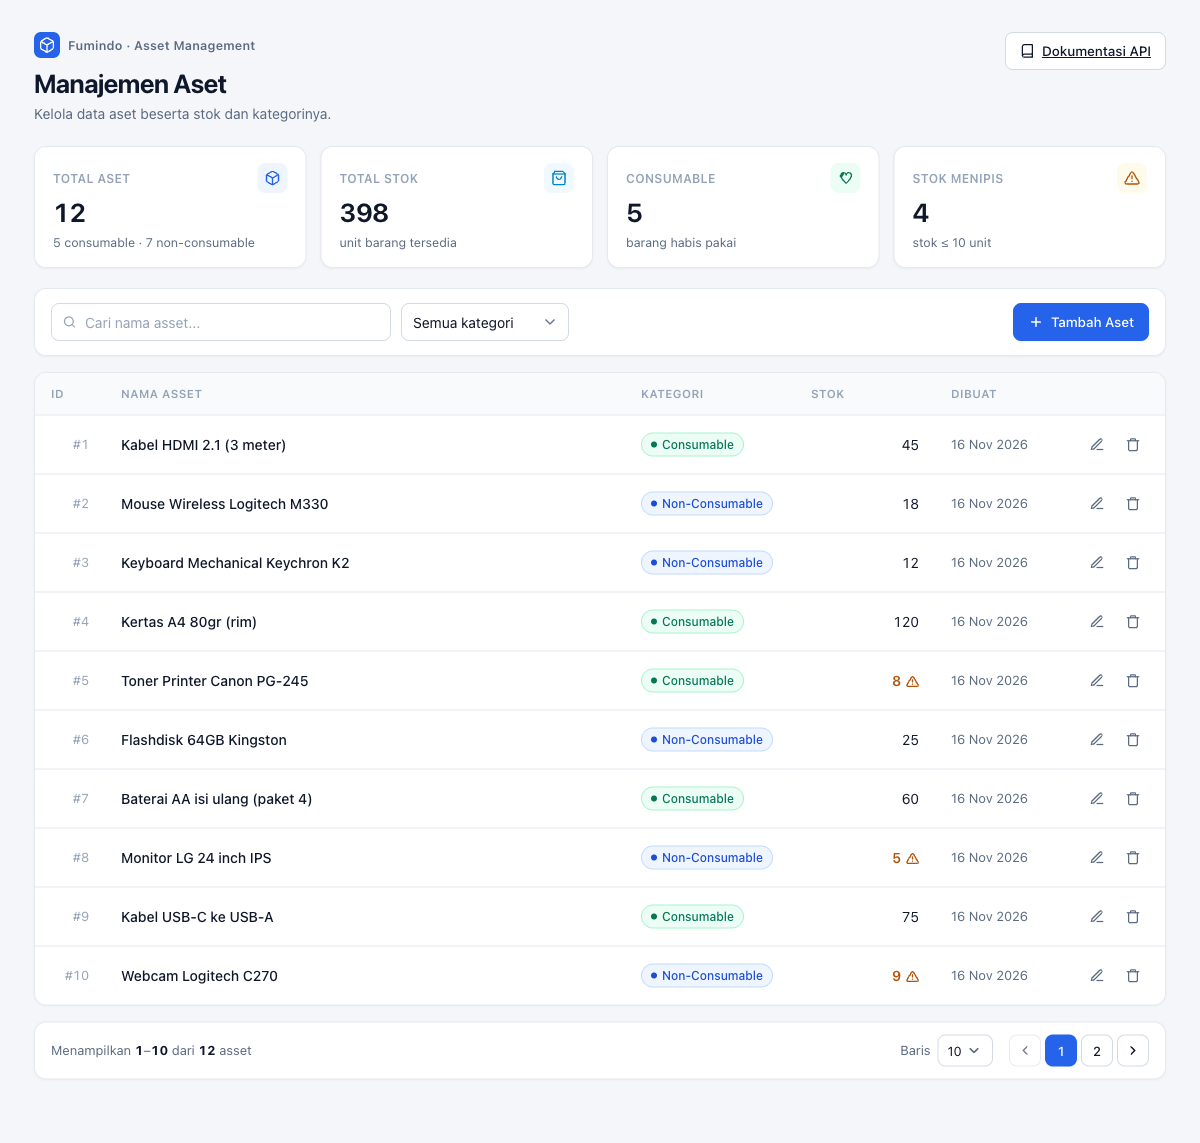 Fumindo · Asset Management
Dokumentasi API
Manajemen Aset
Kelola data aset beserta stok dan kategorinya.
TOTAL ASET
12
5 consumable · 7 non-consumable
TOTAL STOK
398
unit barang tersedia
CONSUMABLE
5
barang habis pakai
STOK MENIPIS
4
stok ≤ 10 unit
Cari nama asset...
Semua kategori
+ Tambah Aset
ID NAMA ASSET KATEGORI STOK DIBUAT
#1 Kabel HDMI 2.1 (3 meter) Consumable 45 16 Nov 2026
#2 Mouse Wireless Logitech M330 Non-Consumable 18 16 Nov 2026
#3 Keyboard Mechanical Keychron K2 Non-Consumable 12 16 Nov 2026
#4 Kertas A4 80gr (rim) Consumable 120 16 Nov 2026
#5 Toner Printer Canon PG-245 Consumable 8 16 Nov 2026
#6 Flashdisk 64GB Kingston Non-Consumable 25 16 Nov 2026
#7 Baterai AA isi ulang (paket 4) Consumable 60 16 Nov 2026
#8 Monitor LG 24 inch IPS Non-Consumable 5 16 Nov 2026
#9 Kabel USB-C ke USB-A Consumable 75 16 Nov 2026
#10 Webcam Logitech C270 Non-Consumable 9 16 Nov 2026
Menampilkan 1–10 dari 12 asset
Baris 10 1 2